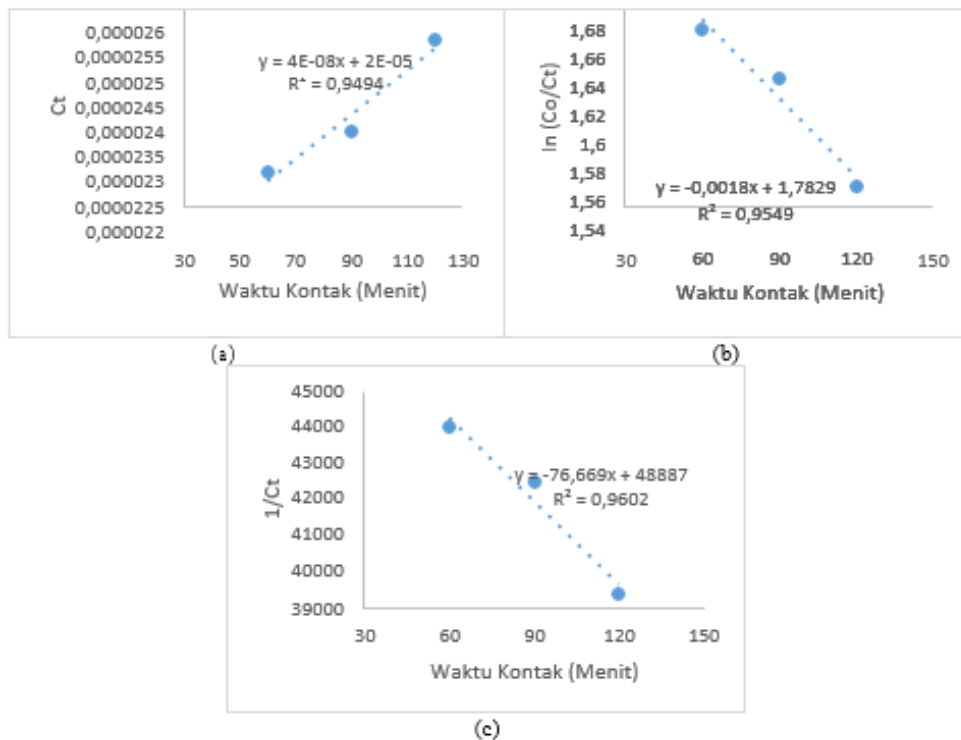 0,000026
0,0000255
0,000025
0,0000245
0,000024
0,0000235
0,000023
0,0000225
0,000022
Ct
y = 4E-08x + 2E-05
R² = 0,9494
30 50 70 90 110 130
Waktu Kontak (Menit)
(a)
1,68
1,66
1,64
1,62
1,6
1,58
1,56
1,54
ln (Co/Ct)
y = -0,0018x + 1,7829
R² = 0,9549
30 60 90 120 150
Waktu Kontak (Menit)
(b)
45000
44000
43000
42000
41000
40000
39000
1/Ct
y = -76,669x + 48887
R² = 0,9602
30 60 90 120 150
Waktu Kontak (Menit)
(c)